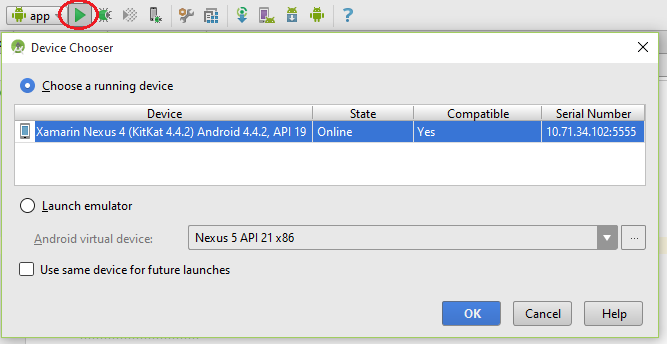 app
Device Chooser
Choose a running device
Device State Compatible Serial Number
Xamarin Nexus 4 (KitKat 4.4.2) Android 4.4.2, API 19 Online Yes 10.71.34.102:5555
Launch emulator
Android virtual device: Nexus 5 API 21 x86 ...
Use same device for future launches
OK Cancel Help